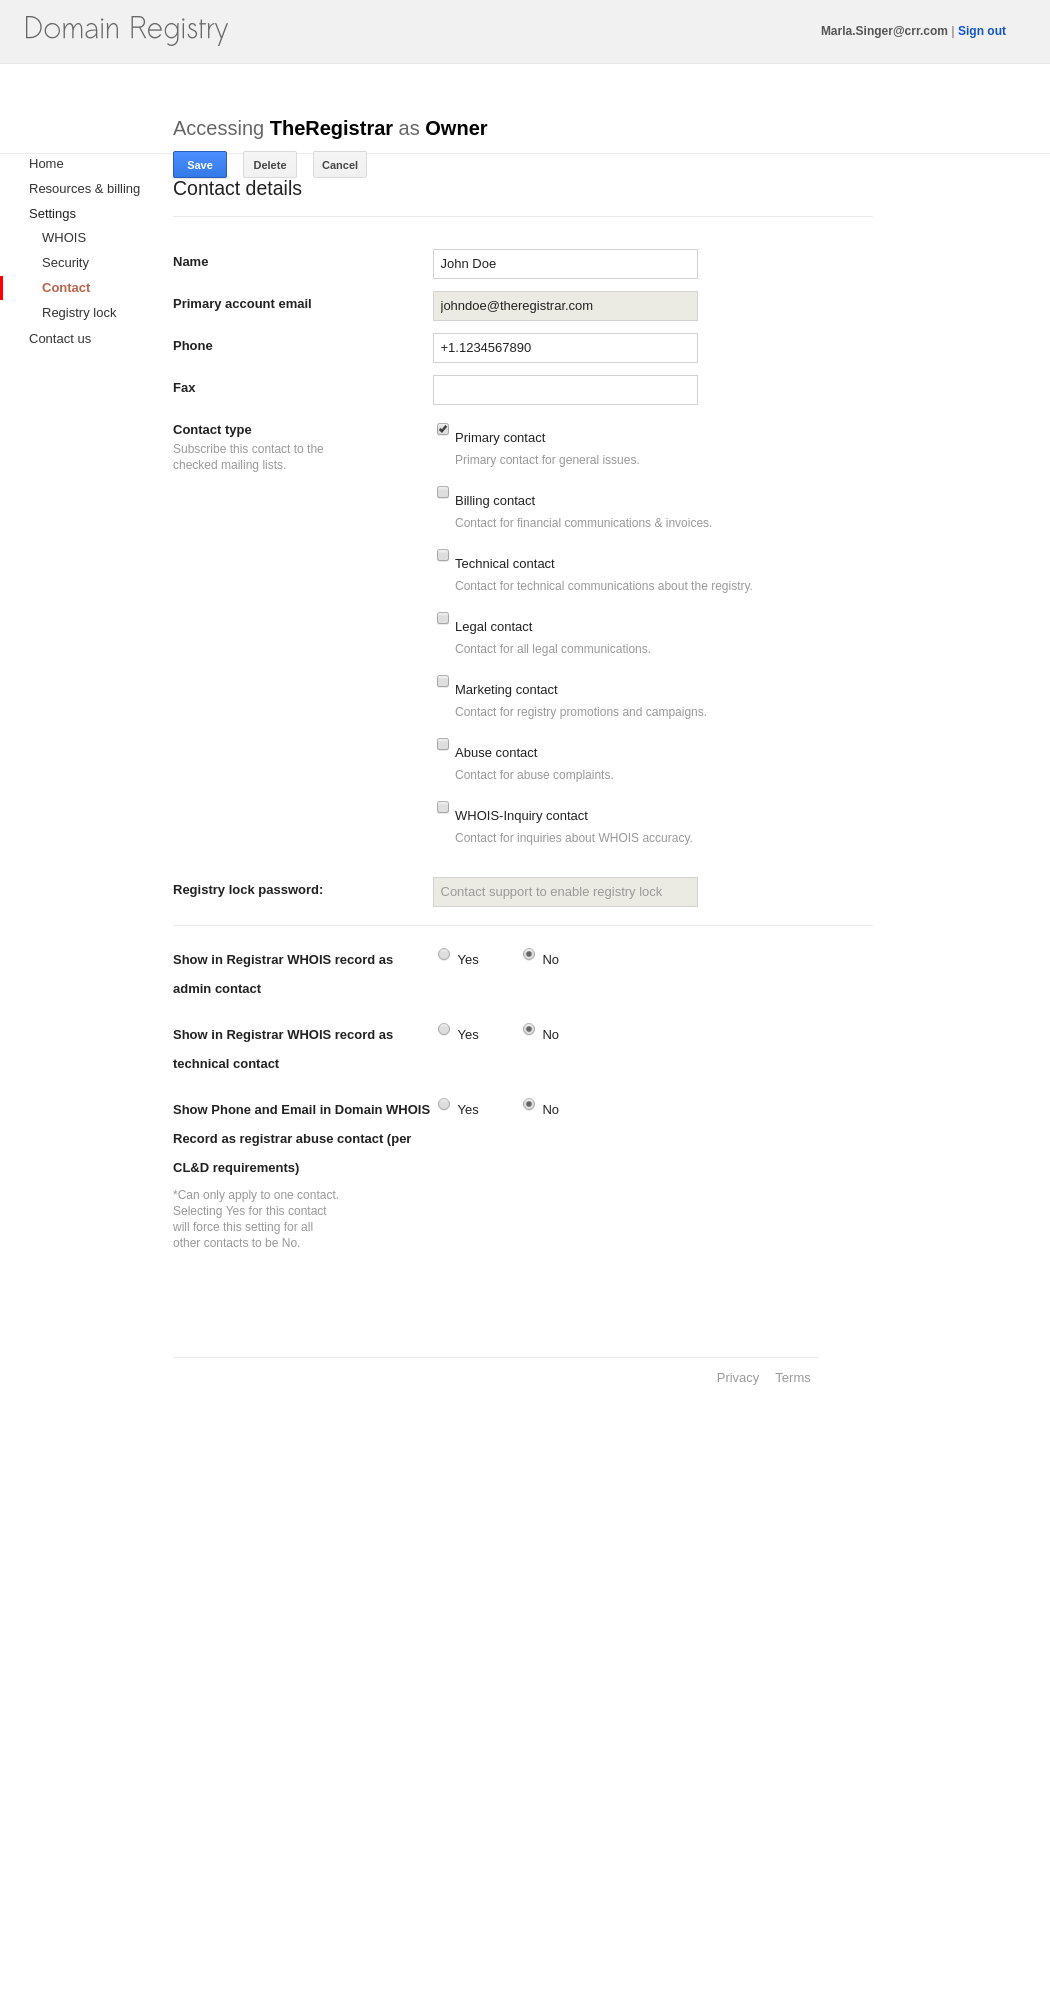 Domain Registry
Marla.Singer@crr.com | Sign out
Accessing TheRegistrar as Owner
Save Delete Cancel
Home
Resources & billing
Settings
WHOIS
Security
Contact
Registry lock
Contact us
Contact details
Name John Doe
Primary account email johndoe@theregistrar.com
Phone +1.1234567890
Fax
Contact type
Subscribe this contact to the
checked mailing lists.
Primary contact
Primary contact for general issues.
Billing contact
Contact for financial communications & invoices.
Technical contact
Contact for technical communications about the registry.
Legal contact
Contact for all legal communications.
Marketing contact
Contact for registry promotions and campaigns.
Abuse contact
Contact for abuse complaints.
WHOIS-Inquiry contact
Contact for inquiries about WHOIS accuracy.
Registry lock password: Contact support to enable registry lock
Show in Registrar WHOIS record as Yes No
admin contact
Show in Registrar WHOIS record as Yes No
technical contact
Show Phone and Email in Domain WHOIS Yes No
Record as registrar abuse contact (per
CL&D requirements)
*Can only apply to one contact.
Selecting Yes for this contact
will force this setting for all
other contacts to be No.
Privacy Terms